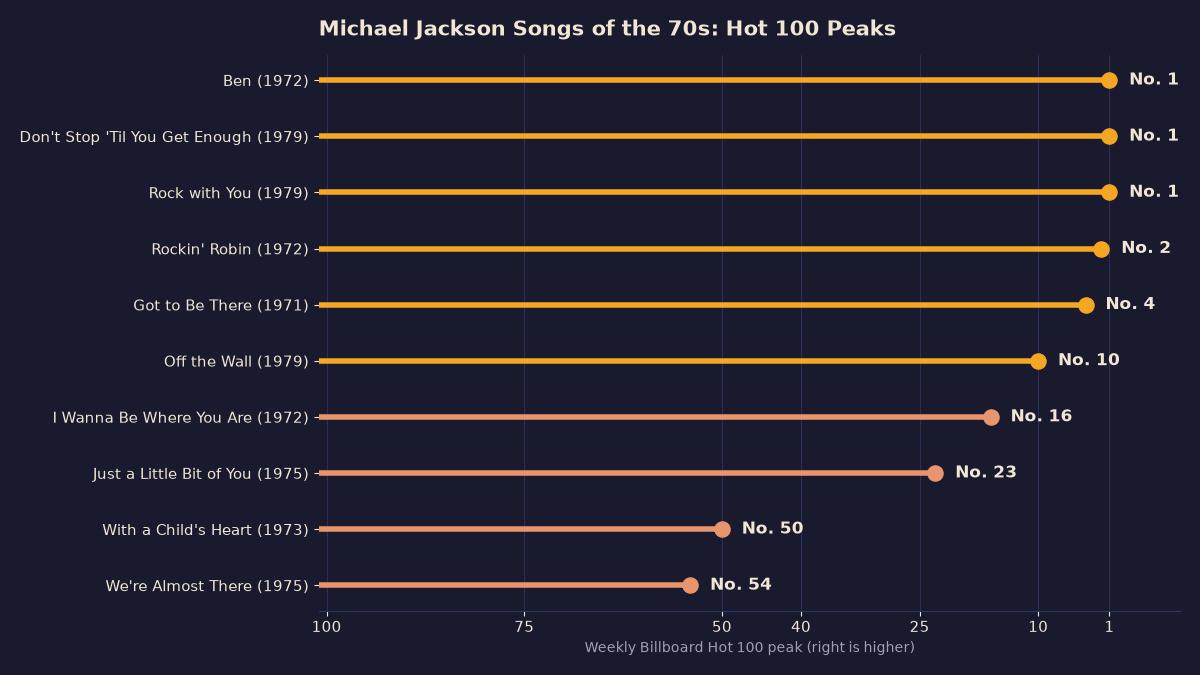 Michael Jackson Songs of the 70s: Hot 100 Peaks
Ben (1972) No. 1
Don't Stop 'Til You Get Enough (1979) No. 1
Rock with You (1979) No. 1
Rockin' Robin (1972) No. 2
Got to Be There (1971) No. 4
Off the Wall (1979) No. 10
I Wanna Be Where You Are (1972) No. 16
Just a Little Bit of You (1975) No. 23
With a Child's Heart (1973) No. 50
We're Almost There (1975) No. 54
100 75 50 40 25 10 1
Weekly Billboard Hot 100 peak (right is higher)